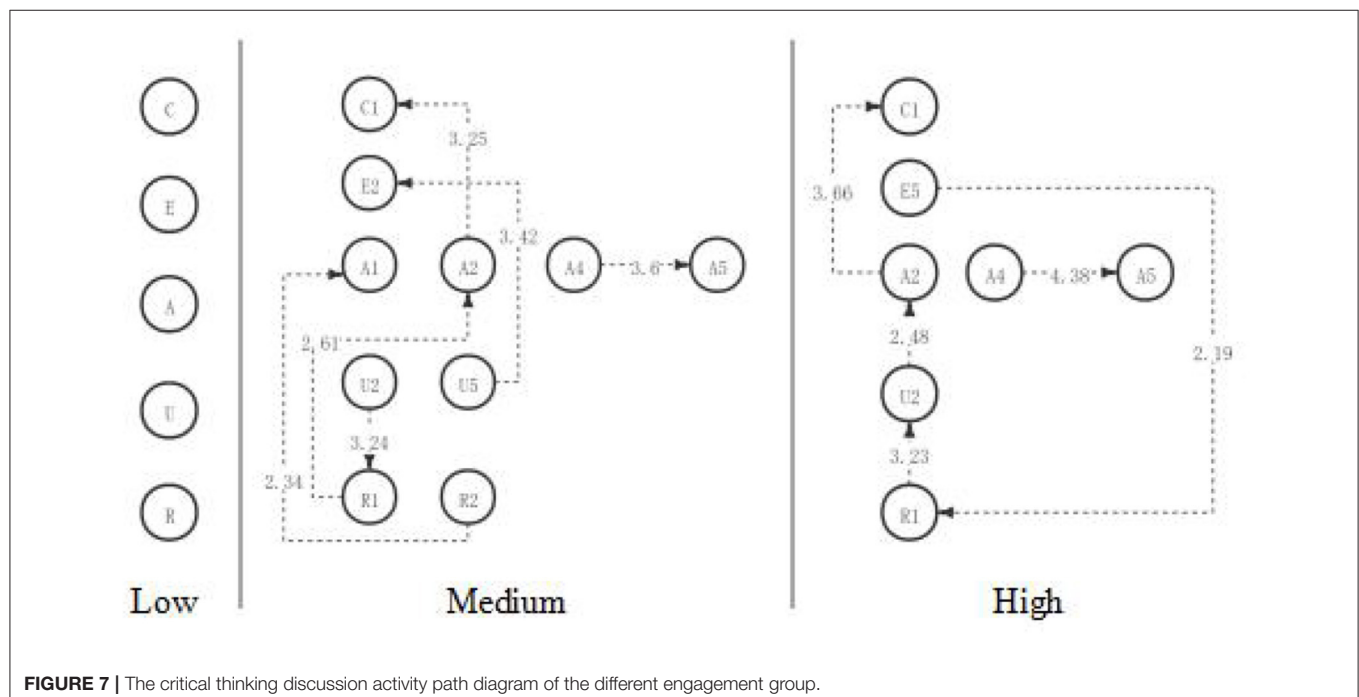 C
E
A
U
R
Low
C1
3.25
E2
3.42
A1
A2
A4
3.6
A5
2.61
U2
U5
3.24
2.34
R1
R2
Medium
C1
3.66
E5
A2
A4
4.38
A5
2.48
2.19
U2
3.23
R1
High
FIGURE 7 | The critical thinking discussion activity path diagram of the different engagement group.